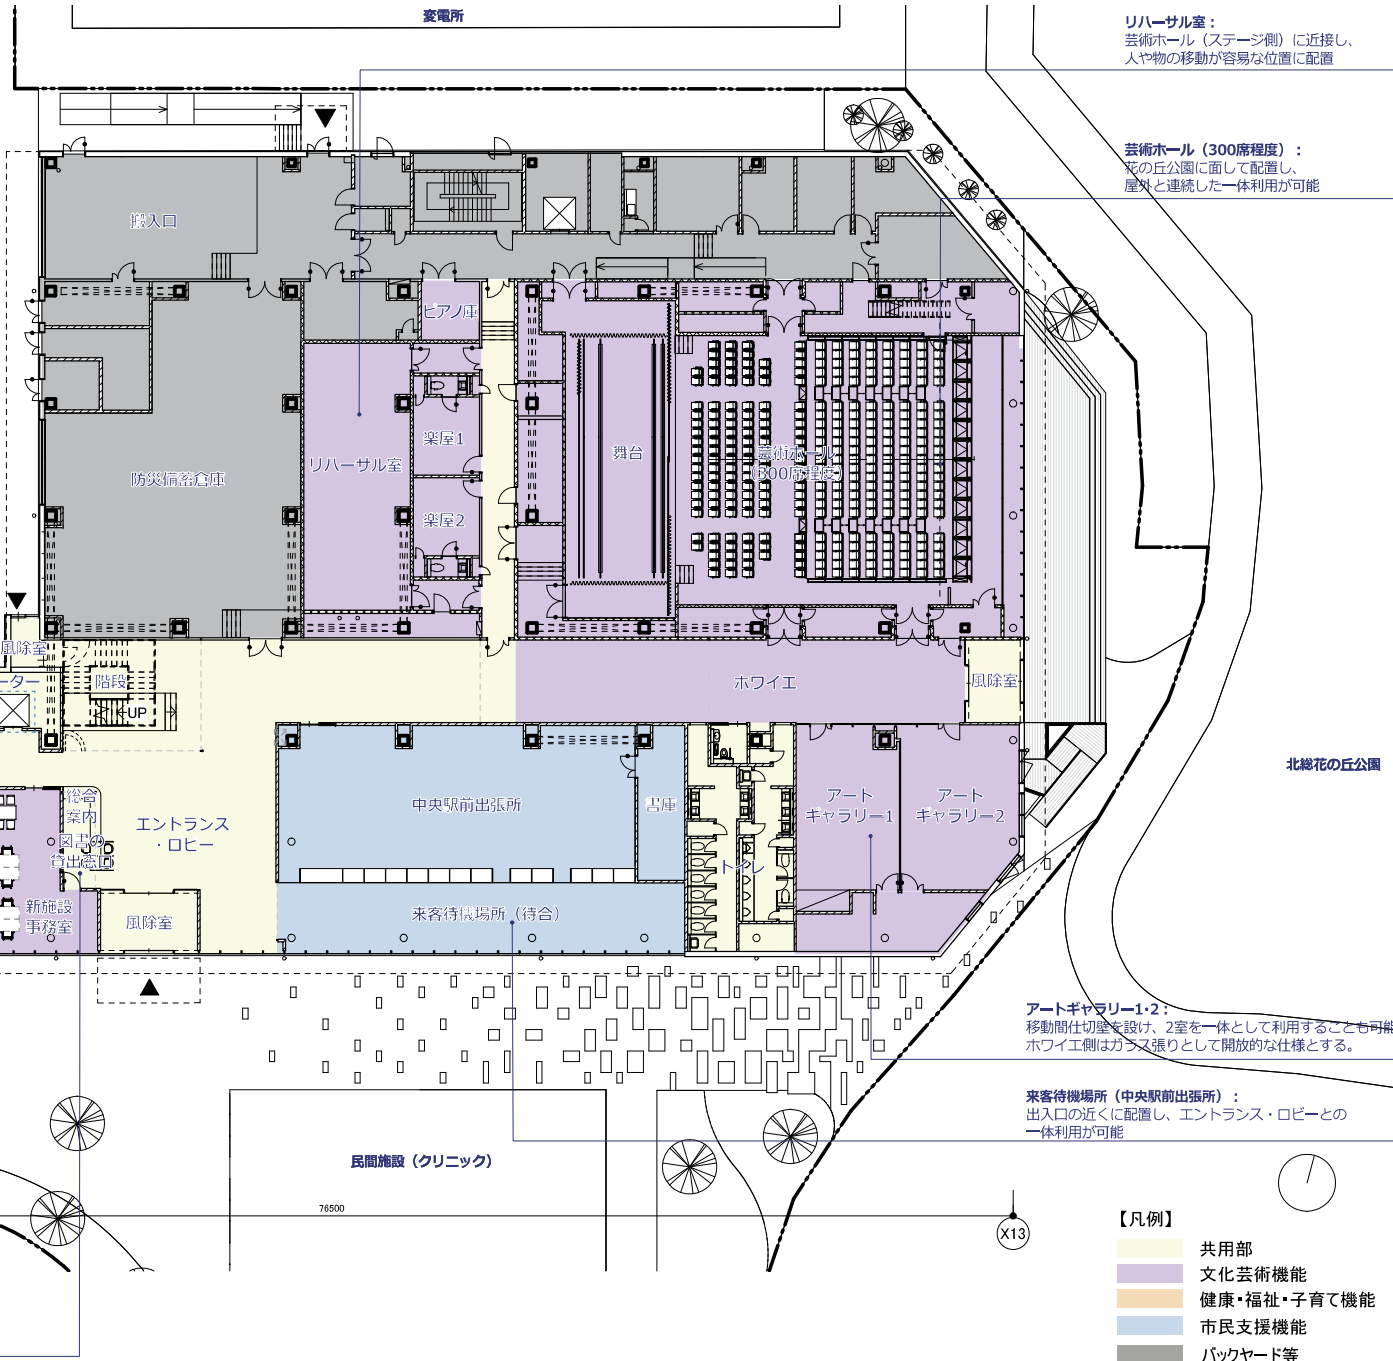 変電所
リハーサル室：
芸術ホール（ステージ側）に近接し、
人や物の移動が容易な位置に配置
芸術ホール（300席程度）：
花の丘公園に面して配置し、
屋外と連続した一体利用が可能
搬入口
ピアノ庫
楽屋1
リハーサル室
舞台
芸術ホール
(300席程度)
防災備蓄倉庫
楽屋2
風除室
ーター
階段
UP
ホワイエ
風除室
北総花の丘公園
総合
案内
図書の
貸出窓口
エントランス
・ロビー
中央駅前出張所
書庫
トイレ
アート
ギャラリー1
アート
ギャラリー2
新施設
事務室
風除室
来客待機場所（待合）
アートギャラリー1・2：
移動間仕切壁を設け、2室を一体として利用することも可能
ホワイエ側はガラス張りとして開放的な仕様とする。
来客待機場所（中央駅前出張所）：
出入口の近くに配置し、エントランス・ロビーとの
一体利用が可能
民間施設（クリニック）
76500
X13
【凡例】
共用部
文化芸術機能
健康・福祉・子育て機能
市民支援機能
バックヤード等